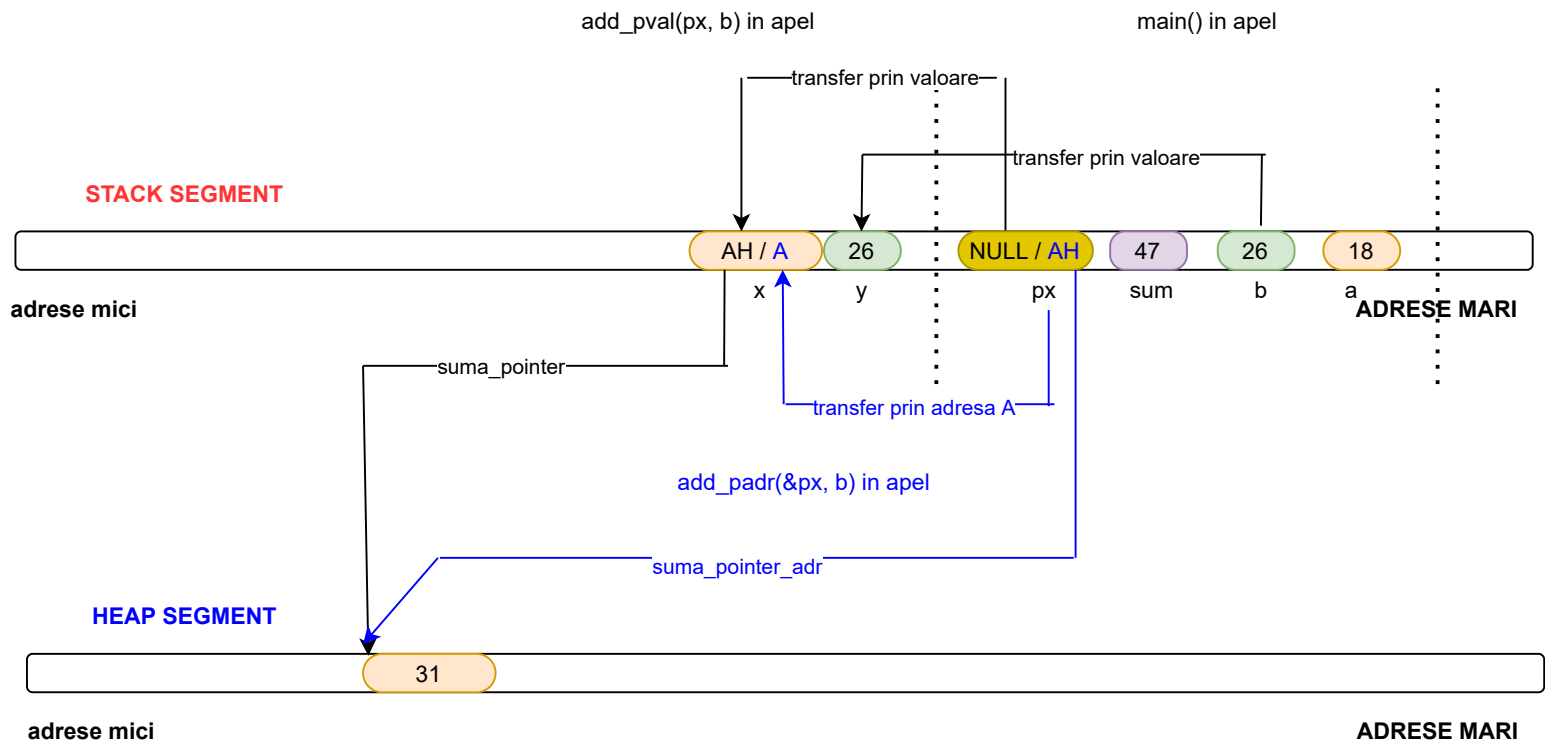 add_pval(px, b) in apel
main() in apel
transfer prin valoare
transfer prin valoare
STACK SEGMENT
AH / A
26
NULL / AH
47
26
18
x
y
px
sum
b
a
adrese mici
ADRESE MARI
suma_pointer
transfer prin adresa A
add_padr(&px, b) in apel
suma_pointer_adr
HEAP SEGMENT
31
adrese mici
ADRESE MARI